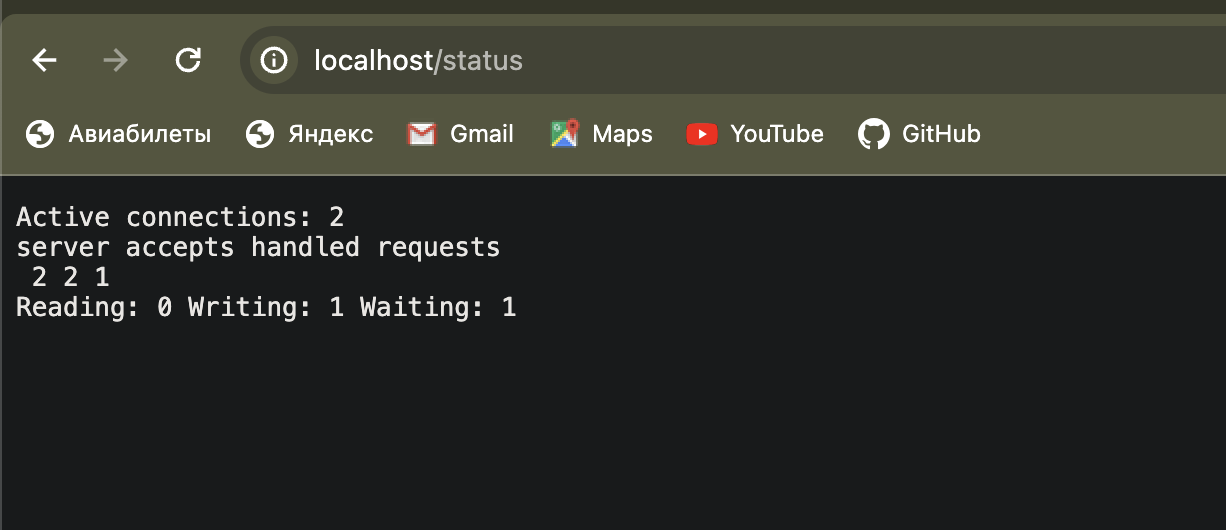 localhost/status
Авиабилеты Яндекс Gmail Maps YouTube GitHub
Active connections: 2
server accepts handled requests
 2 2 1
Reading: 0 Writing: 1 Waiting: 1